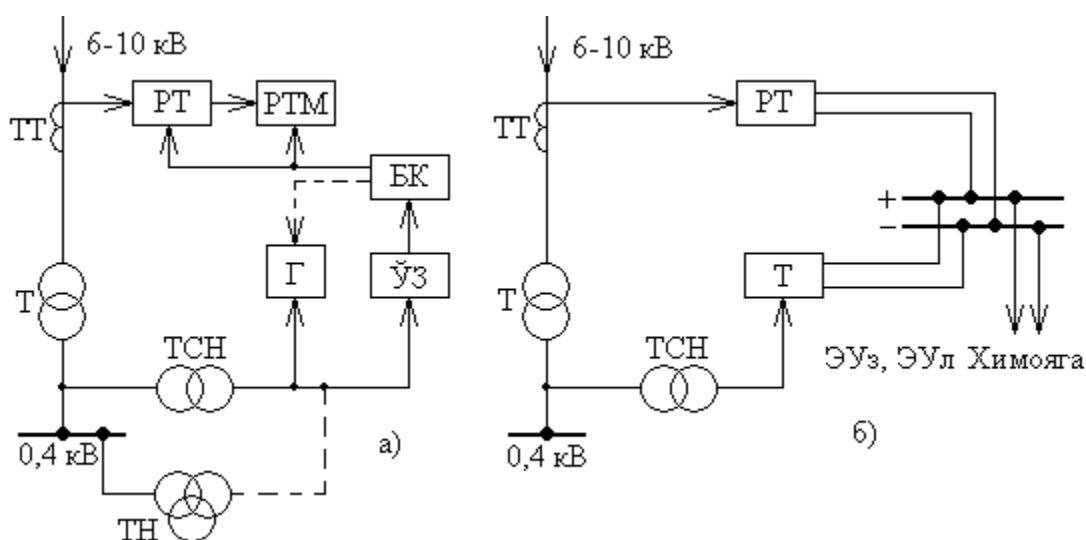 6-10 кВ
ТТ
РТ
РТМ
БК
Г
ЎЗ
Т
ТСН
0,4 кВ
а)
ТН
6-10 кВ
ТТ
РТ
+
−
Т
Т
ТСН
ЭУз, ЭУл Химояга
0,4 кВ
б)